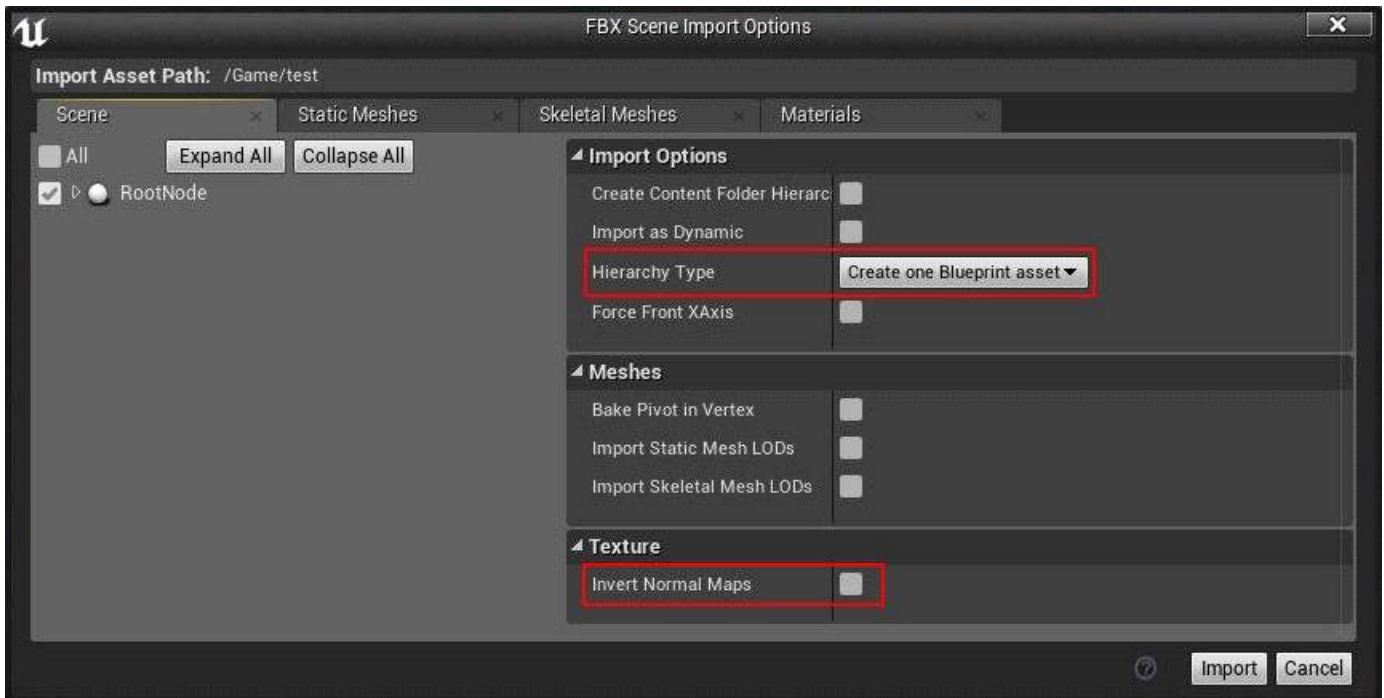 FBX Scene Import Options
Import Asset Path: /Game/test
Scene Static Meshes Skeletal Meshes Materials
All Expand All Collapse All
RootNode
Import Options
Create Content Folder Hierarc
Import as Dynamic
Hierarchy Type Create one Blueprint asset
Force Front XAxis
Meshes
Bake Pivot in Vertex
Import Static Mesh LODs
Import Skeletal Mesh LODs
Texture
Invert Normal Maps
Import Cancel